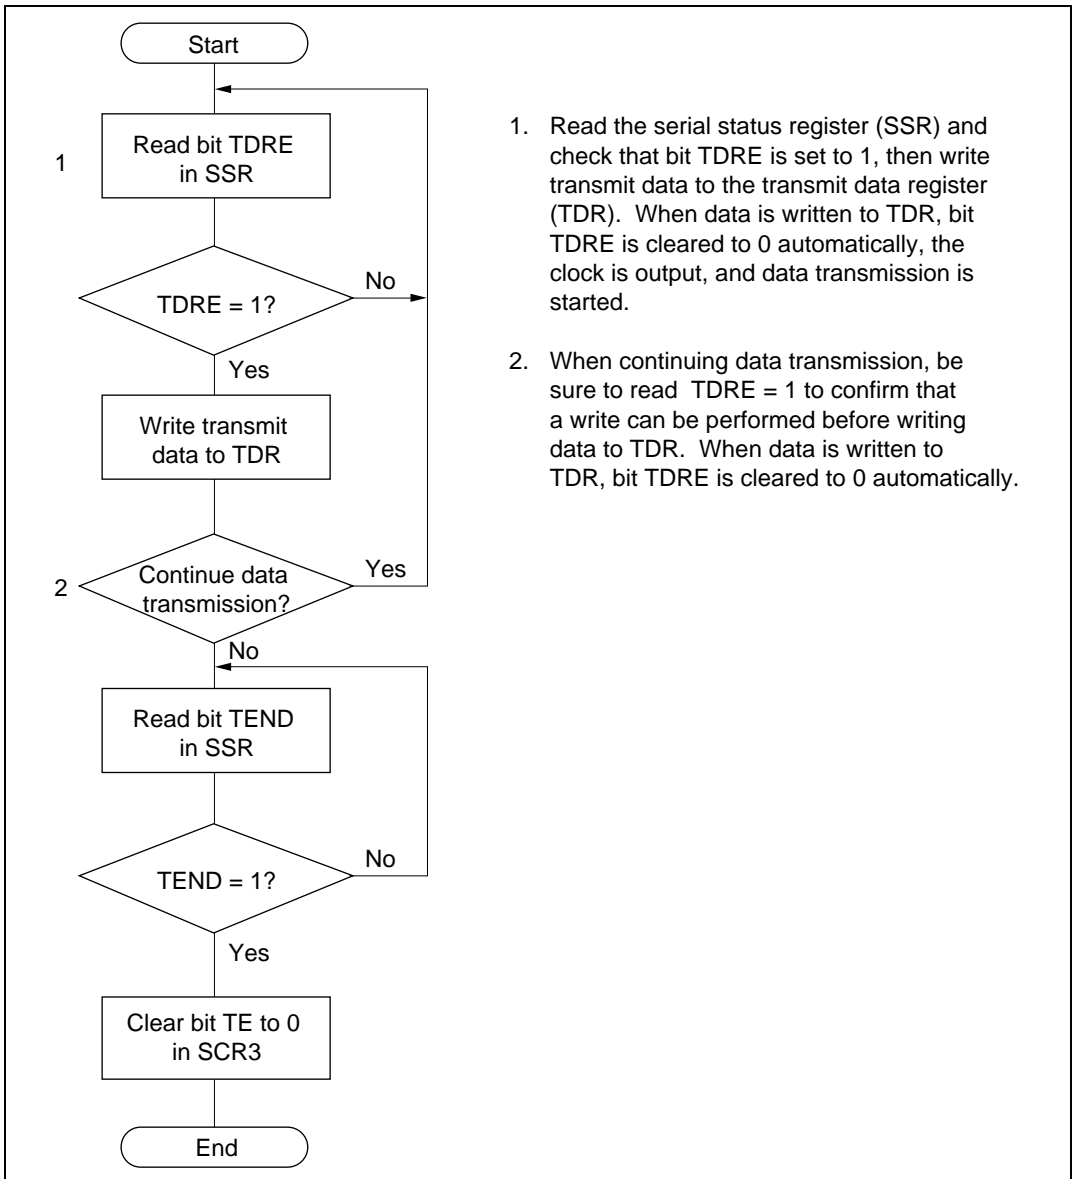 Start
1
Read bit TDRE
in SSR
TDRE = 1?
No
Yes
Write transmit
data to TDR
2
Continue data
transmission?
Yes
No
Read bit TEND
in SSR
TEND = 1?
No
Yes
Clear bit TE to 0
in SCR3
End
1. Read the serial status register (SSR) and
check that bit TDRE is set to 1, then write
transmit data to the transmit data register
(TDR). When data is written to TDR, bit
TDRE is cleared to 0 automatically, the
clock is output, and data transmission is
started.
2. When continuing data transmission, be
sure to read TDRE = 1 to confirm that
a write can be performed before writing
data to TDR. When data is written to
TDR, bit TDRE is cleared to 0 automatically.